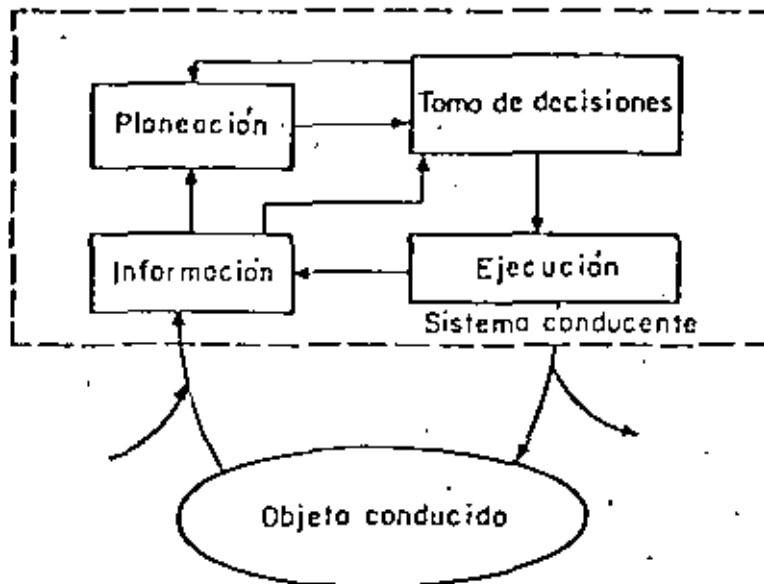 Planeación
Toma de decisiones
Información
Ejecución
Sistema conducente
Objeto conducido